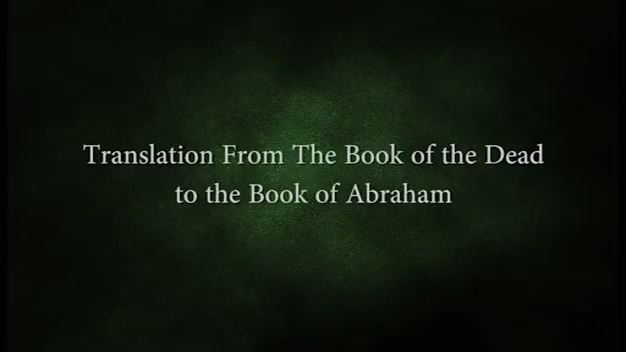 Translation From The Book of the Dead
to the Book of Abraham